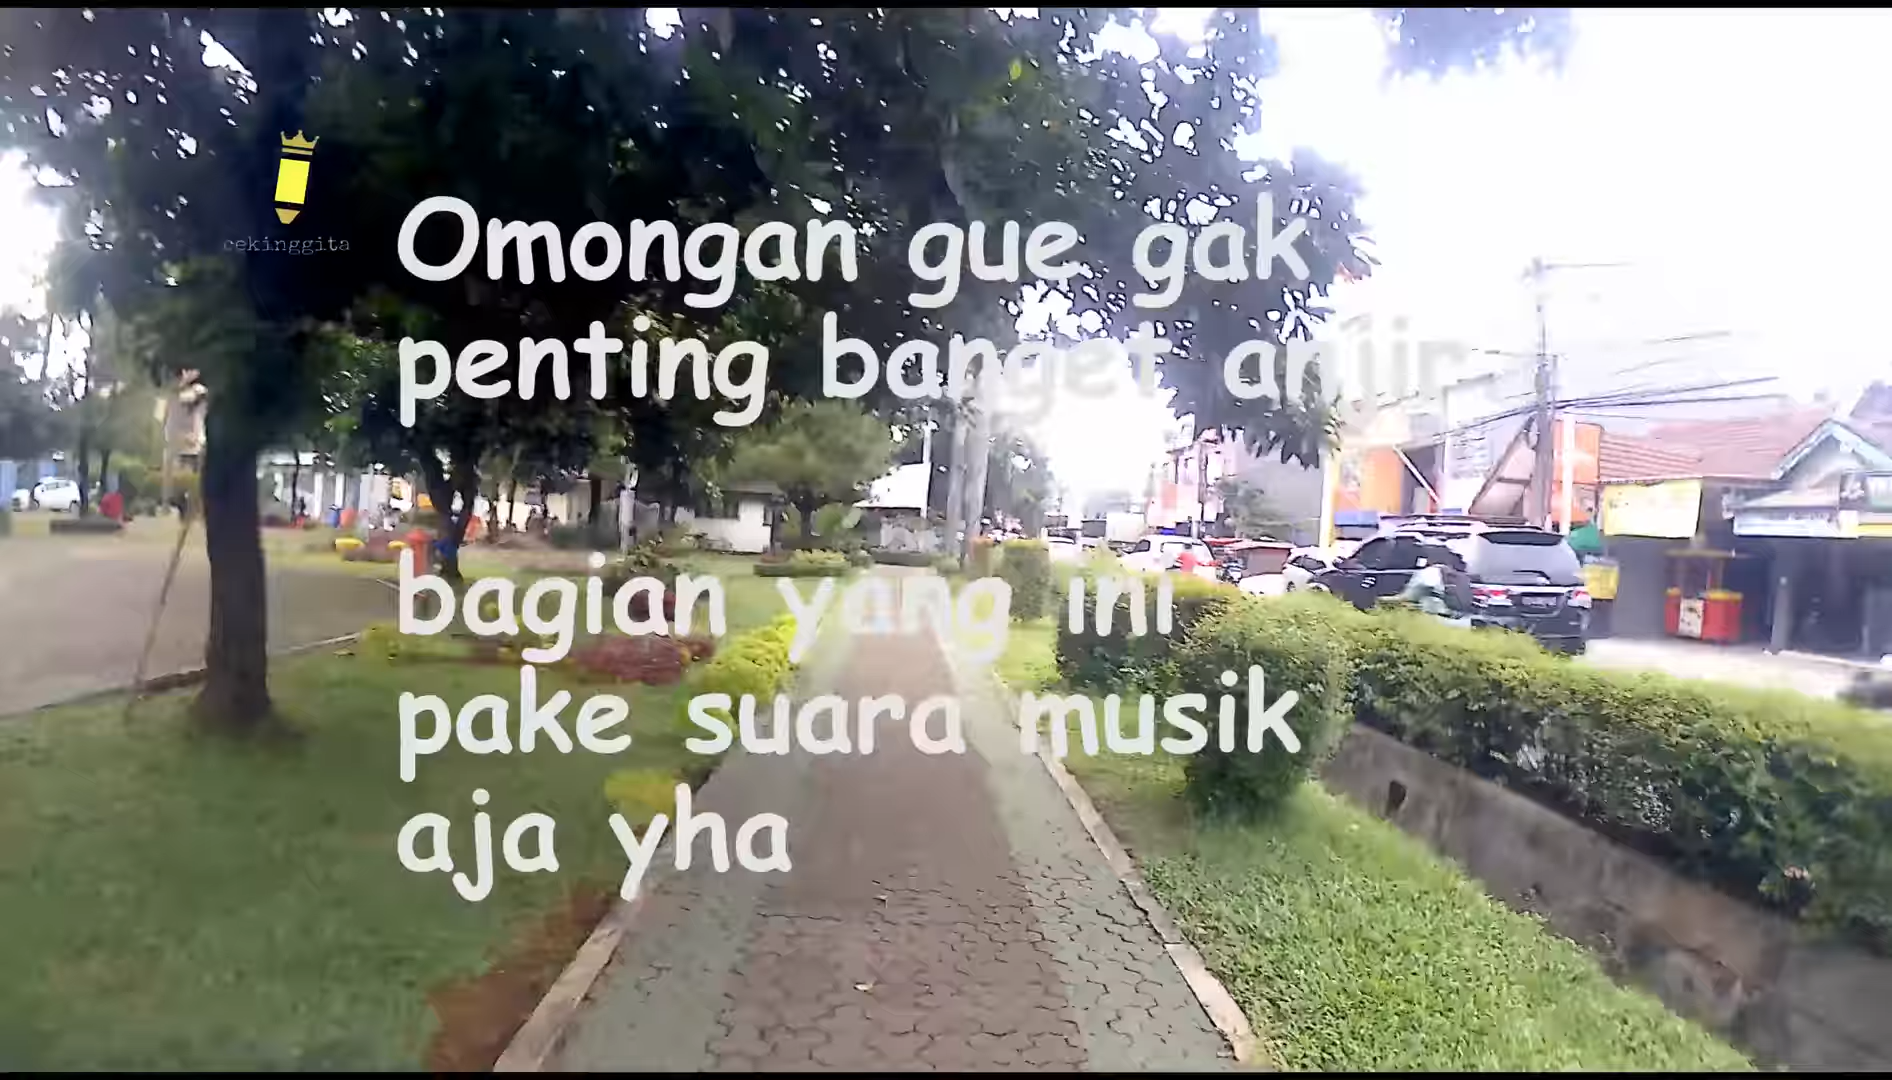 cekinggita
Omongan gue gak
penting banget anjir
bagian yang ini
pake suara musik
aja yha